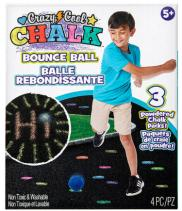 Crazy Cool!
5+
CHALK
BOUNCE BALL
BALLE
REBONDISSANTE
Hi!
3
Powdered
Chalk Packs!
Paquets
de craie
en poudre!
Non Toxic & Washable
Non Toxique et Lavable
4 PC/PZ